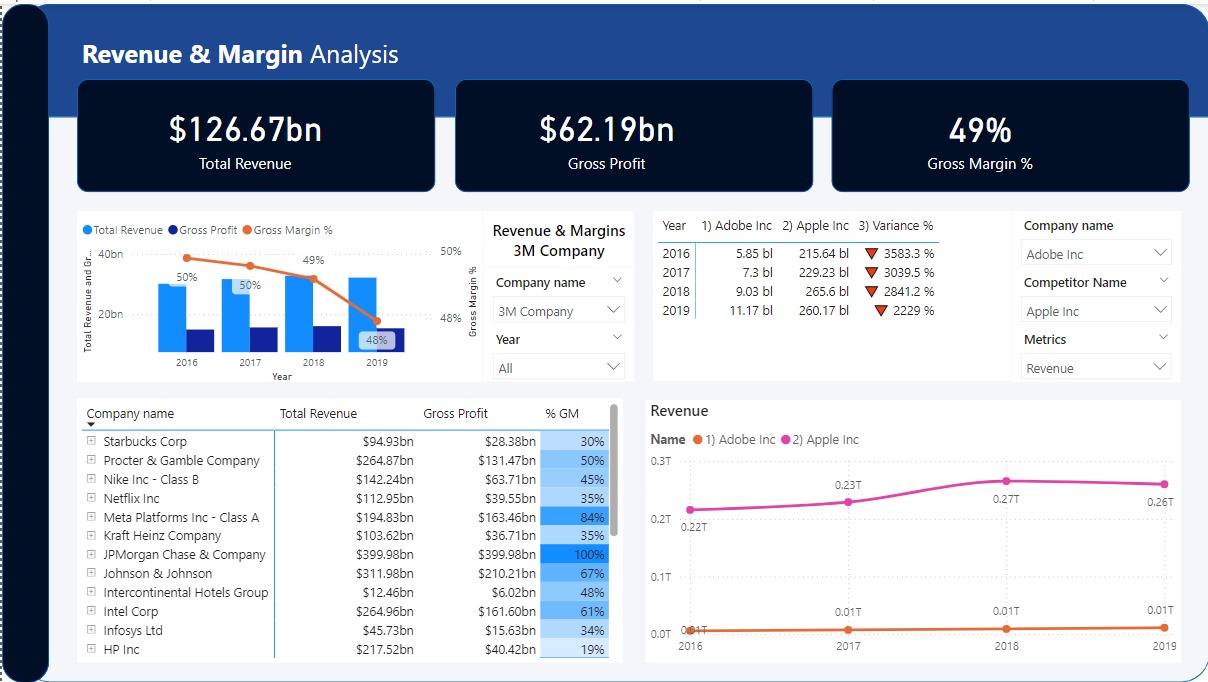 Revenue & Margin Analysis
$126.67bn
Total Revenue
$62.19bn
Gross Profit
49%
Gross Margin %
Total Revenue Gross Profit Gross Margin %
Total Revenue and Gr...
40bn
20bn
50%
50%
49%
48%
50%
48%
Gross Margin %
2016 2017 2018 2019
Year
Revenue & Margins
3M Company
Company name
3M Company
Year
All
Year 1) Adobe Inc 2) Apple Inc 3) Variance %
2016 5.85 bl 215.64 bl 3583.3 %
2017 7.3 bl 229.23 bl 3039.5 %
2018 9.03 bl 265.6 bl 2841.2 %
2019 11.17 bl 260.17 bl 2229 %
Company name
Adobe Inc
Competitor Name
Apple Inc
Metrics
Revenue
Company name Total Revenue Gross Profit % GM
Starbucks Corp $94.93bn $28.38bn 30%
Procter & Gamble Company $264.87bn $131.47bn 50%
Nike Inc - Class B $142.24bn $63.71bn 45%
Netflix Inc $112.95bn $39.55bn 35%
Meta Platforms Inc - Class A $194.83bn $163.46bn 84%
Kraft Heinz Company $103.62bn $36.71bn 35%
JPMorgan Chase & Company $399.98bn $399.98bn 100%
Johnson & Johnson $311.98bn $210.21bn 67%
Intercontinental Hotels Group $12.46bn $6.02bn 48%
Intel Corp $264.96bn $161.60bn 61%
Infosys Ltd $45.73bn $15.63bn 34%
HP Inc $217.52bn $40.42bn 19%
Revenue
Name 1) Adobe Inc 2) Apple Inc
0.3T
0.2T
0.1T
0.0T
0.22T
0.23T
0.27T
0.26T
0.01T
0.01T
0.01T
0.01T
2016 2017 2018 2019